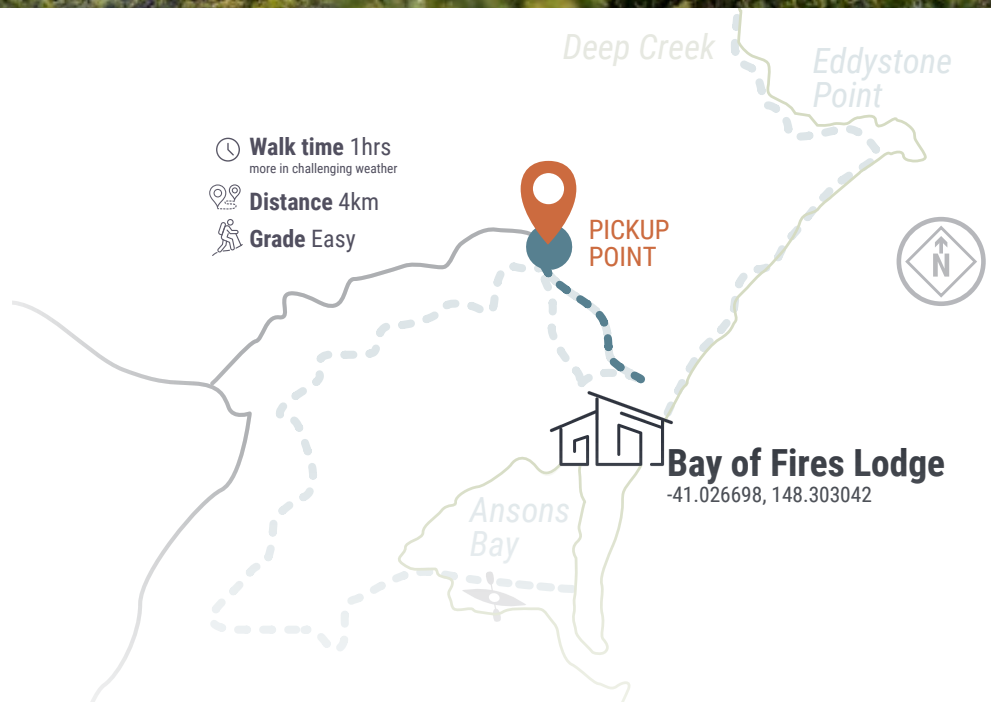 Deep Creek
Eddystone
Point
Walk time 1hrs
more in challenging weather
Distance 4km
Grade Easy
PICKUP
POINT
N
Bay of Fires Lodge
-41.026698, 148.303042
Ansons
Bay